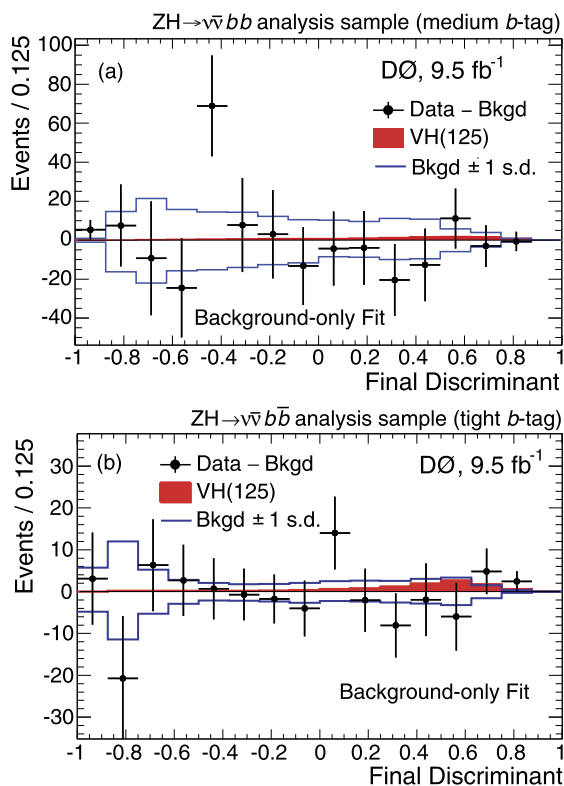 ZH→νν̄ bb analysis sample (medium b-tag)
Events / 0.125
100
80
60
40
20
0
-20
-40
(a)
DØ, 9.5 fb⁻¹
Data – Bkgd
VH(125)
Bkgd ± 1 s.d.
Background-only Fit
-1 -0.8 -0.6 -0.4 -0.2 0 0.2 0.4 0.6 0.8 1
Final Discriminant
ZH→νν̄ bb̄ analysis sample (tight b-tag)
Events / 0.125
30
20
10
0
-10
-20
-30
(b)
Data – Bkgd
DØ, 9.5 fb⁻¹
VH(125)
Bkgd ± 1 s.d.
Background-only Fit
-1 -0.8 -0.6 -0.4 -0.2 0 0.2 0.4 0.6 0.8 1
Final Discriminant